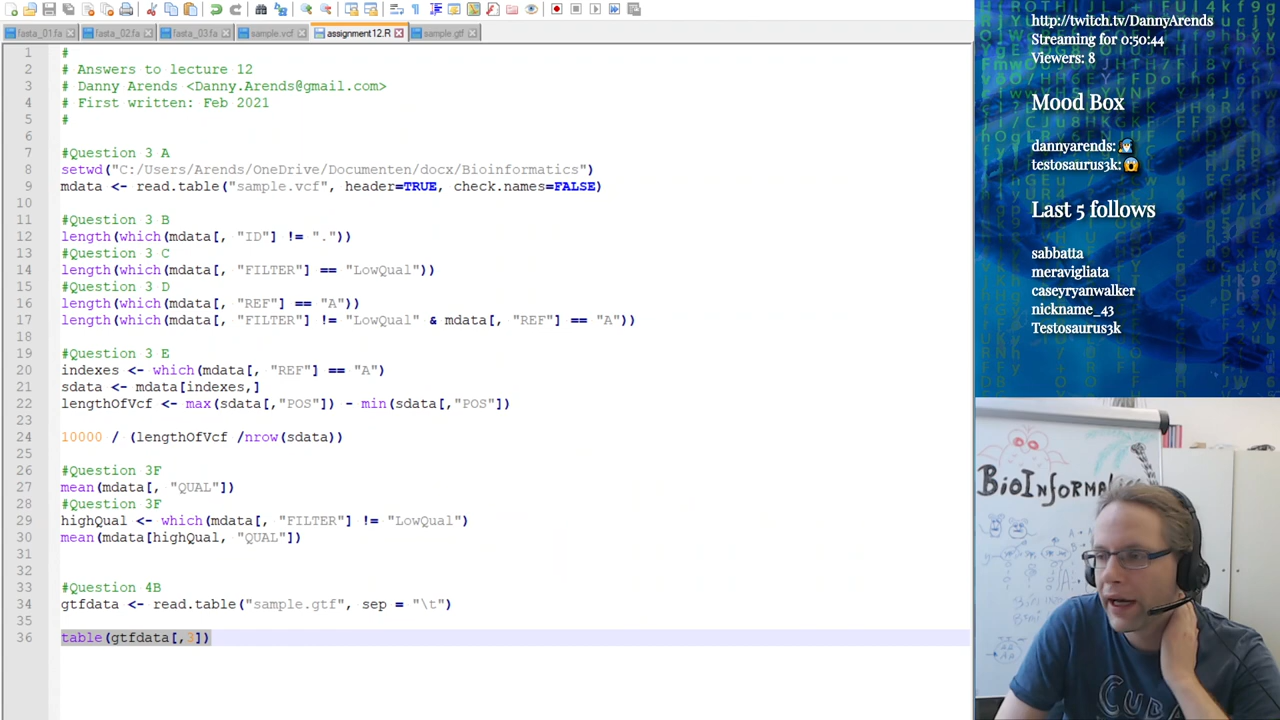 fasta_01.fa
fasta_02.fa
fasta_03.fa
sample.vcf
assignment12.R
sample.gtf
1 #
2 # Answers to lecture 12
3 # Danny Arends <Danny.Arends@gmail.com>
4 # First written: Feb 2021
5 #
6
7 #Question 3 A
8 setwd("C:/Users/Arends/OneDrive/Documenten/docx/Bioinformatics")
9 mdata <- read.table("sample.vcf", header=TRUE, check.names=FALSE)
10
11 #Question 3 B
12 length(which(mdata[, "ID"] != "."))
13 #Question 3 C
14 length(which(mdata[, "FILTER"] == "LowQual"))
15 #Question 3 D
16 length(which(mdata[, "REF"] == "A"))
17 length(which(mdata[, "FILTER"] != "LowQual" & mdata[, "REF"] == "A"))
18
19 #Question 3 E
20 indexes <- which(mdata[, "REF"] == "A")
21 sdata <- mdata[indexes,]
22 lengthOfVcf <- max(sdata[,"POS"]) - min(sdata[,"POS"])
23
24 10000 / (lengthOfVcf /nrow(sdata))
25
26 #Question 3F
27 mean(mdata[, "QUAL"])
28 #Question 3F
29 highQual <- which(mdata[, "FILTER"] != "LowQual")
30 mean(mdata[highQual, "QUAL"])
31
32
33 #Question 4B
34 gtfdata <- read.table("sample.gtf", sep = "\t")
35
36 table(gtfdata[,3])
http://twitch.tv/DannyArends
Streaming for 0:50:44
Viewers: 8
Mood Box
dannyarends:
testosaurus3k:
Last 5 follows
sabbatta
meravigliata
caseyryanwalker
nickname_43
Testosaurus3k